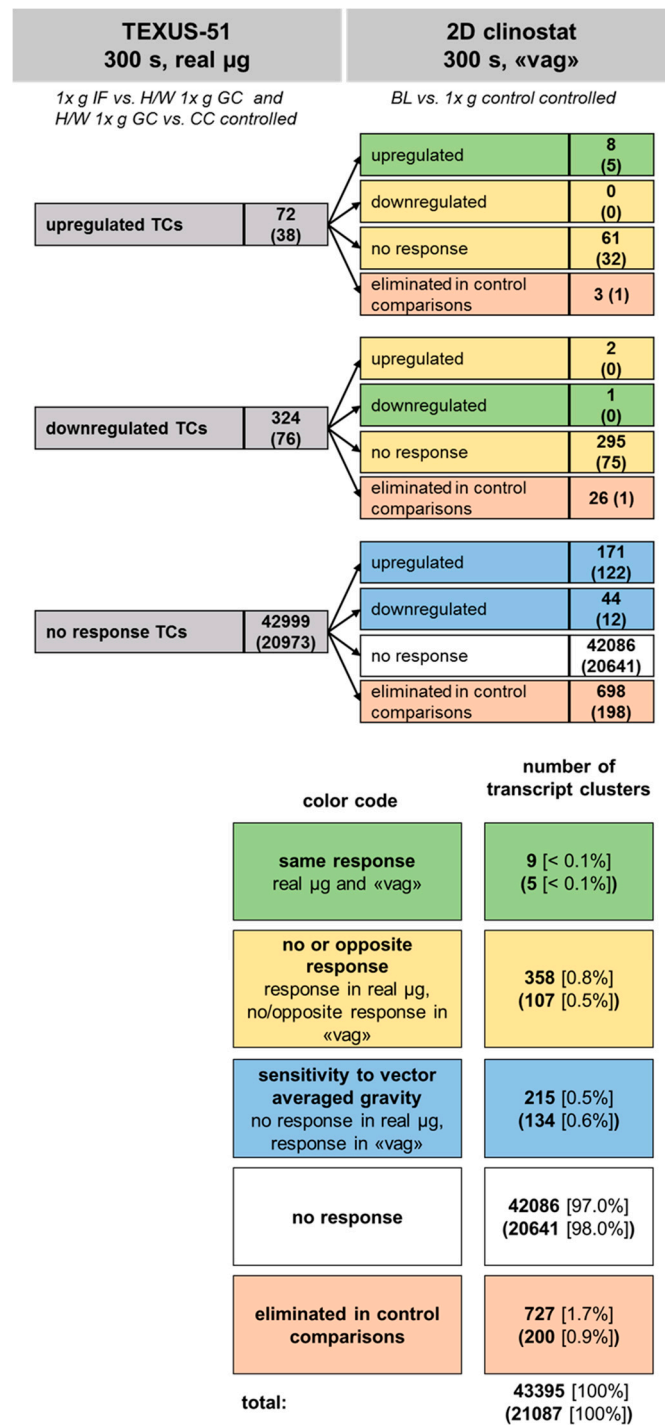 TEXUS-51
300 s, real µg
2D clinostat
300 s, «vag»
1x g IF vs. H/W 1x g GC and
H/W 1x g GC vs. CC controlled
BL vs. 1x g control controlled
upregulated TCs
72
(38)
upregulated
8
(5)
downregulated
0
(0)
no response
61
(32)
eliminated in control
comparisons
3 (1)
downregulated TCs
324
(76)
upregulated
2
(0)
downregulated
1
(0)
no response
295
(75)
eliminated in control
comparisons
26 (1)
no response TCs
42999
(20973)
upregulated
171
(122)
downregulated
44
(12)
no response
42086
(20641)
eliminated in control
comparisons
698
(198)
color code
number of
transcript clusters
same response
real µg and «vag»
9 [< 0.1%]
(5 [< 0.1%])
no or opposite
response
response in real µg,
no/opposite response in
«vag»
358 [0.8%]
(107 [0.5%])
sensitivity to vector
averaged gravity
no response in real µg,
response in «vag»
215 [0.5%]
(134 [0.6%])
no response
42086 [97.0%]
(20641 [98.0%])
eliminated in control
comparisons
727 [1.7%]
(200 [0.9%])
total:
43395 [100%]
(21087 [100%])